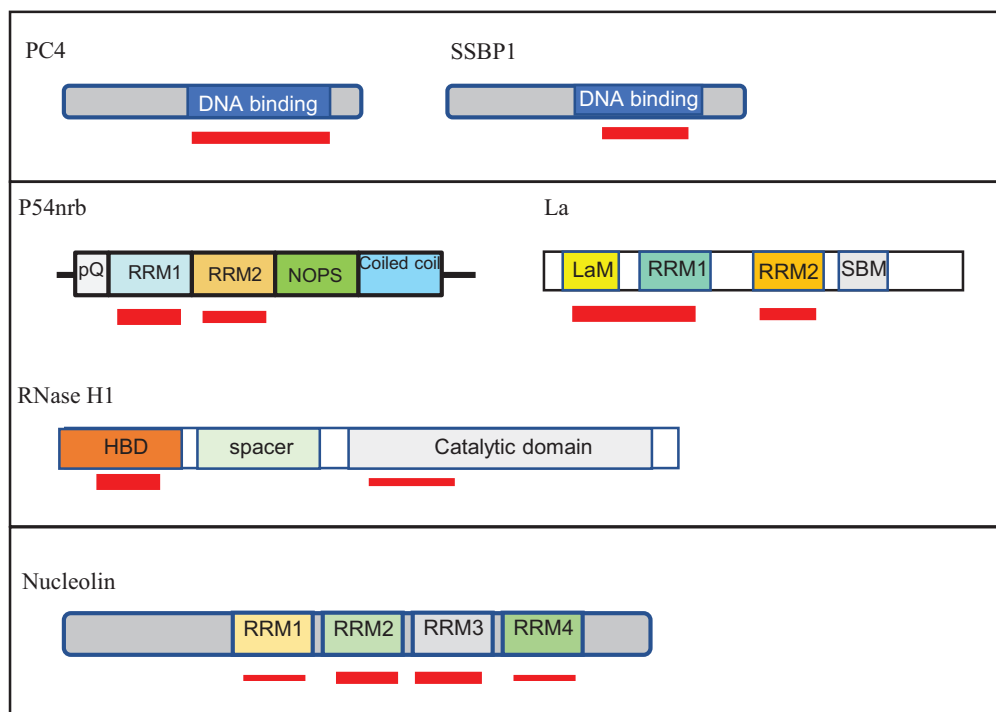 PC4
SSBP1
DNA binding
DNA binding
P54nrb
La
pQ
RRM1
RRM2
NOPS
Coiled coil
LaM
RRM1
RRM2
SBM
RNase H1
HBD
spacer
Catalytic domain
Nucleolin
RRM1
RRM2
RRM3
RRM4